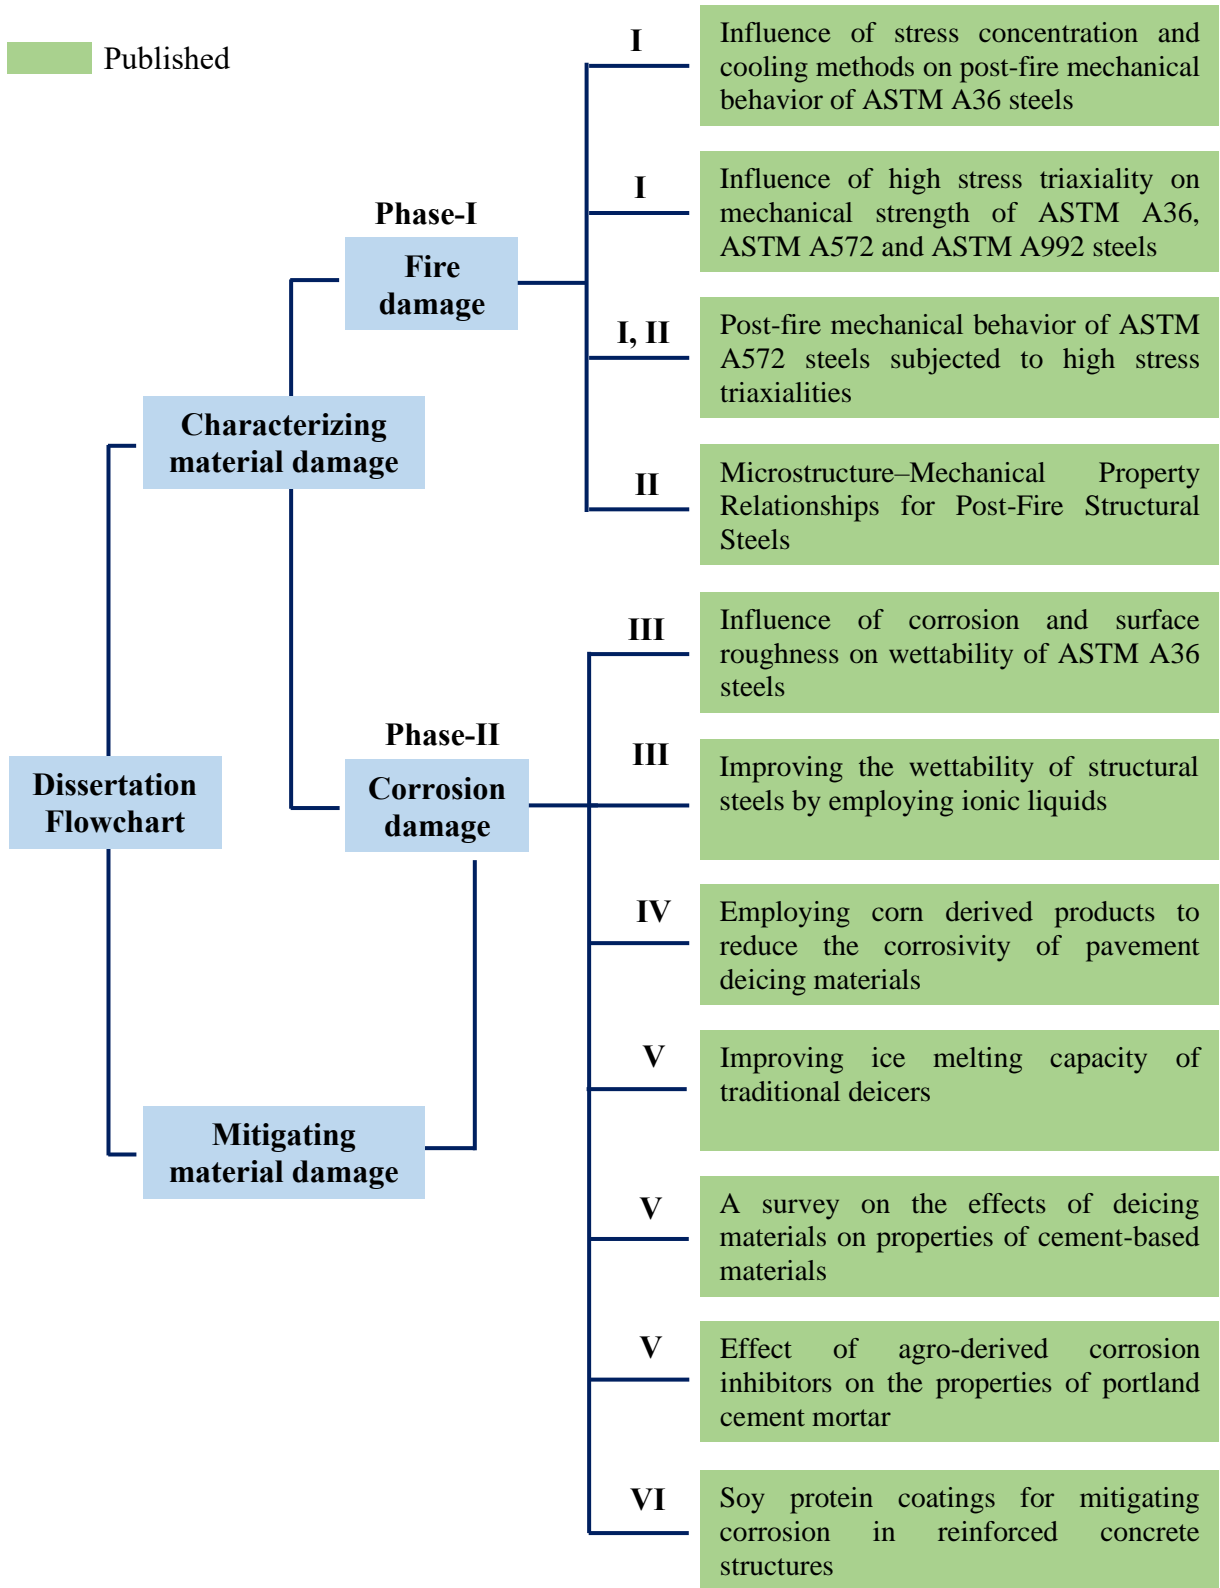 Published
Dissertation
Flowchart
Characterizing
material damage
Mitigating
material damage
Phase-I
Fire
damage
Phase-II
Corrosion
damage
I
Influence of stress concentration and
cooling methods on post-fire mechanical
behavior of ASTM A36 steels
I
Influence of high stress triaxiality on
mechanical strength of ASTM A36,
ASTM A572 and ASTM A992 steels
I, II
Post-fire mechanical behavior of ASTM
A572 steels subjected to high stress
triaxialities
II
Microstructure–Mechanical Property
Relationships for Post-Fire Structural
Steels
III
Influence of corrosion and surface
roughness on wettability of ASTM A36
steels
III
Improving the wettability of structural
steels by employing ionic liquids
IV
Employing corn derived products to
reduce the corrosivity of pavement
deicing materials
V
Improving ice melting capacity of
traditional deicers
V
A survey on the effects of deicing
materials on properties of cement-based
materials
V
Effect of agro-derived corrosion
inhibitors on the properties of portland
cement mortar
VI
Soy protein coatings for mitigating
corrosion in reinforced concrete
structures